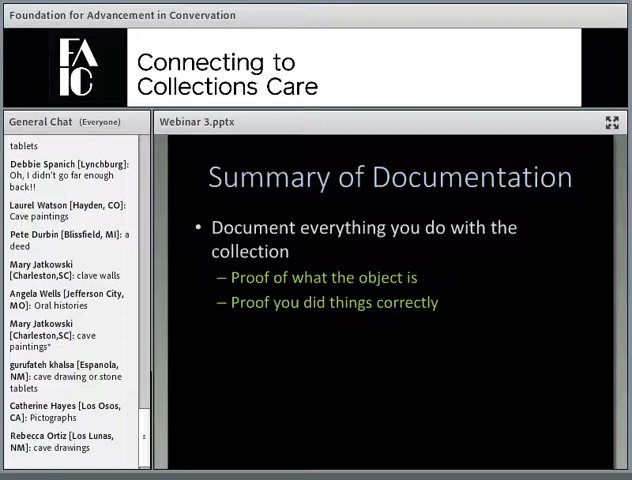 Foundation for Advancement in Convervation
FA
IC
Connecting to
Collections Care
General Chat (Everyone)
tablets
Debbie Spanich [Lynchburg]:
Oh, I didn't go far enough
back!!
Laurel Watson [Hayden, CO]:
Cave paintings
Pete Durbin [Blissfield, MI]: a
deed
Mary Jatkowski
[Charleston,SC]: clave walls
Angela Wells [Jefferson City,
MO]: Oral histories
Mary Jatkowski
[Charleston,SC]: cave
paintings*
gurufateh khalsa [Espanola,
NM]: cave drawing or stone
tablets
Catherine Hayes [Los Osos,
CA]: Pictographs
Rebecca Ortiz [Los Lunas,
NM]: cave drawings
Webinar 3.pptx
Summary of Documentation
• Document everything you do with the
collection
– Proof of what the object is
– Proof you did things correctly